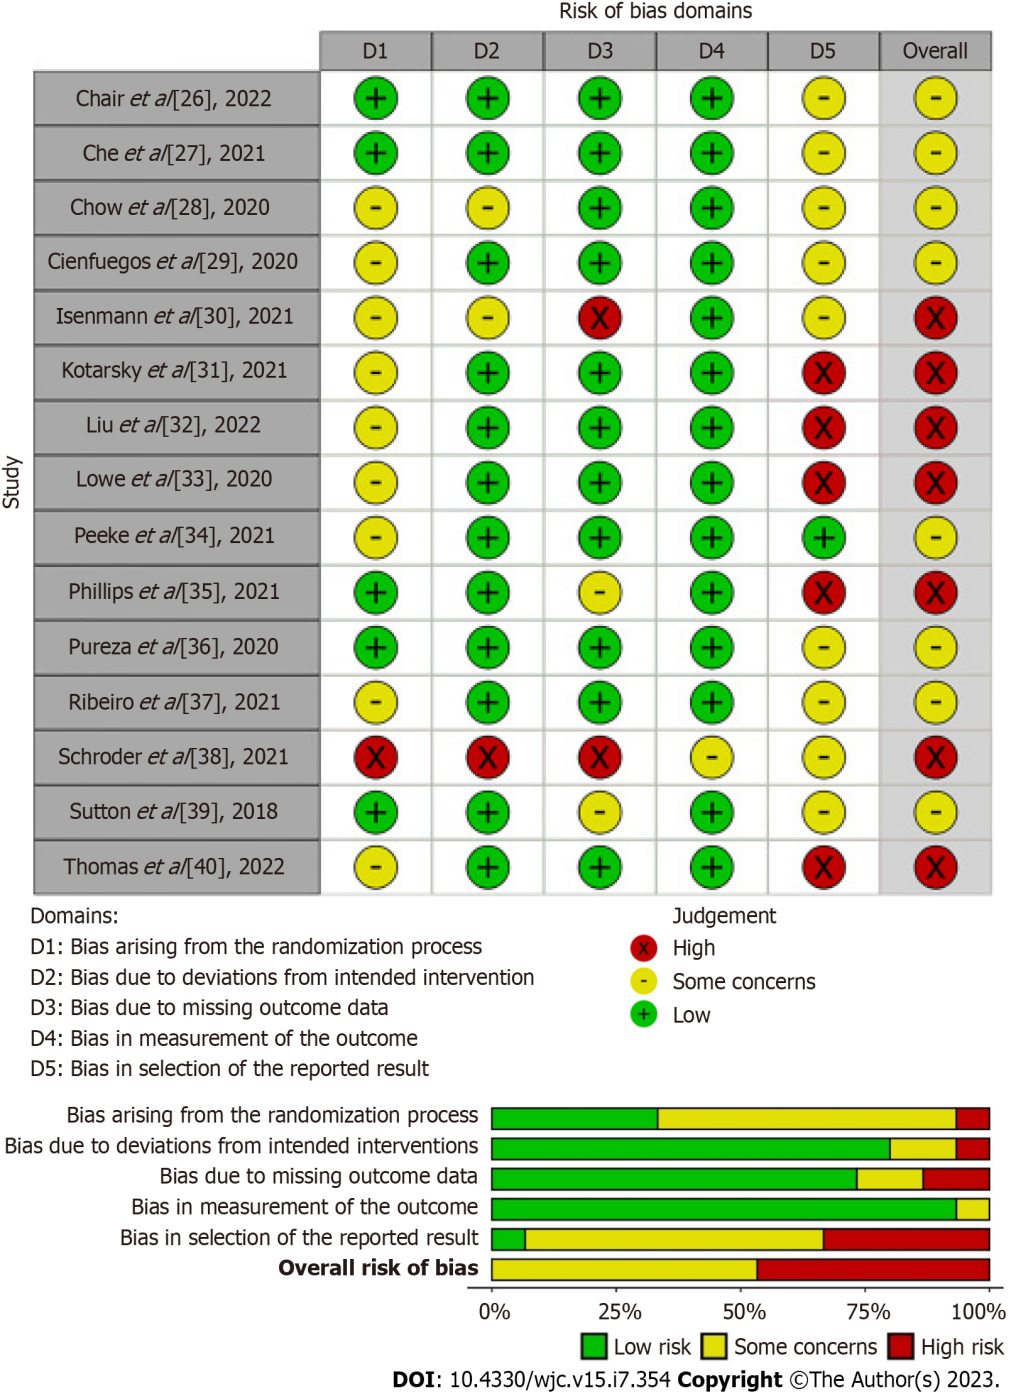 Risk of bias domains
D1 D2 D3 D4 D5 Overall
Study
Chair et al[26], 2022 + + + + - -
Che et al[27], 2021 + + + + - -
Chow et al[28], 2020 - - + + - -
Cienfuegos et al[29], 2020 - + + + - -
Isenmann et al[30], 2021 - - X + - X
Kotarsky et al[31], 2021 - + + + X X
Liu et al[32], 2022 - + + + X X
Lowe et al[33], 2020 - + + + X X
Peeke et al[34], 2021 - + + + + -
Phillips et al[35], 2021 + + - + X X
Pureza et al[36], 2020 + + + + - -
Ribeiro et al[37], 2021 - + + + - -
Schroder et al[38], 2021 X X X - - X
Sutton et al[39], 2018 + + - + - -
Thomas et al[40], 2022 - + + + X X
Domains:
D1: Bias arising from the randomization process
D2: Bias due to deviations from intended intervention
D3: Bias due to missing outcome data
D4: Bias in measurement of the outcome
D5: Bias in selection of the reported result
Judgement
X High
- Some concerns
+ Low
Bias arising from the randomization process
Bias due to deviations from intended interventions
Bias due to missing outcome data
Bias in measurement of the outcome
Bias in selection of the reported result
Overall risk of bias
0% 25% 50% 75% 100%
Low risk Some concerns High risk
DOI: 10.4330/wjc.v15.i7.354 Copyright ©The Author(s) 2023.